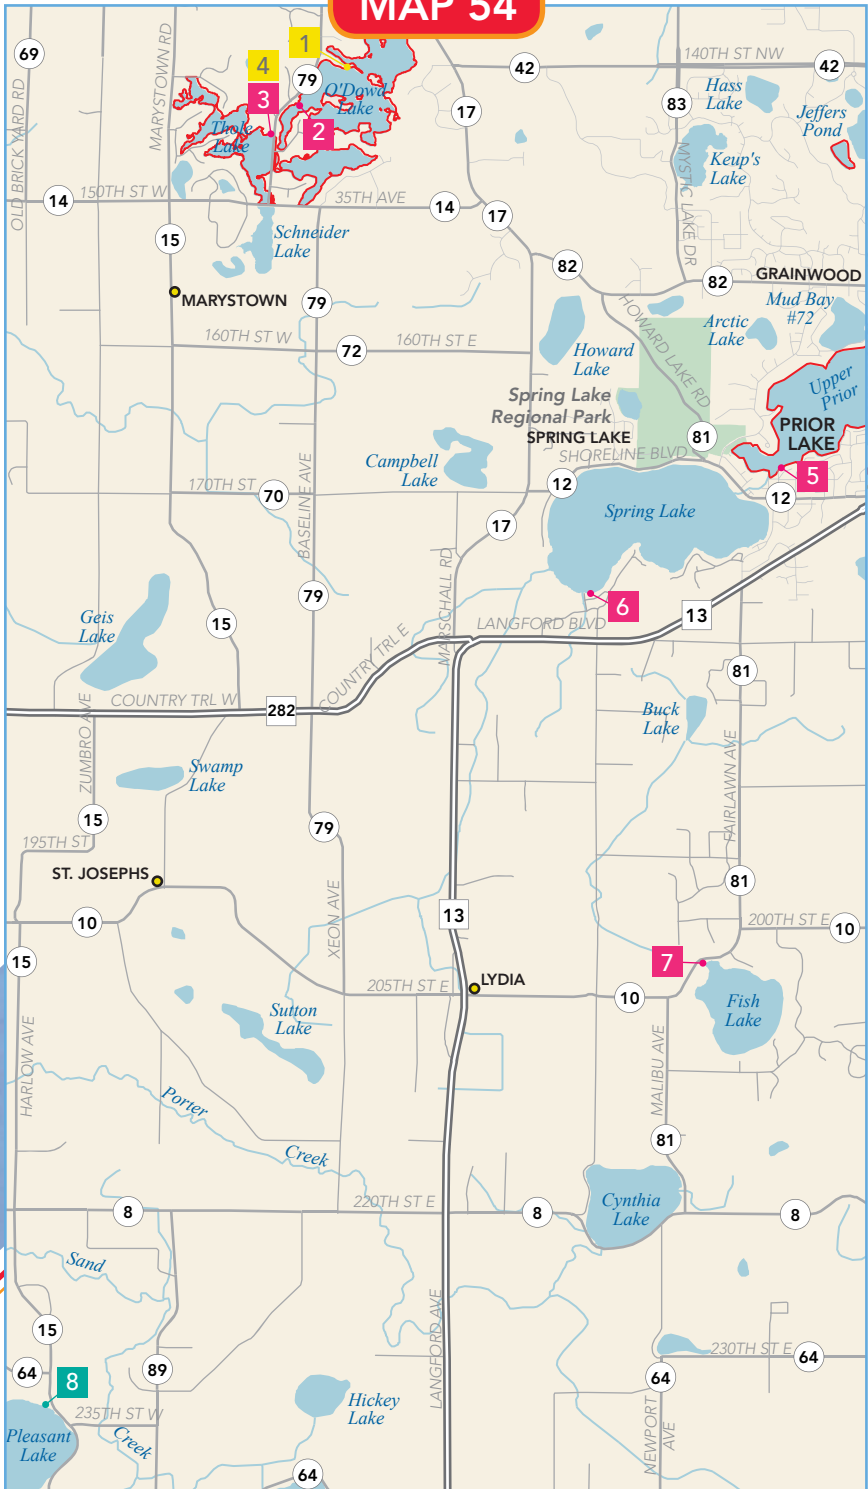 MAP 54
69
MARYSTOWN RD
1
4
79
O'Dowd
Lake
3
2
Thole
Lake
42
140TH ST NW
42
17
83
Hass
Lake
Jeffers
Pond
Keup's
Lake
MYSTIC LAKE DR
OLD BRICK YARD RD
14
150TH ST W
35TH AVE
14
17
15
Schneider
Lake
82
82
GRAINWOOD
MARYSTOWN
79
Mud Bay
#72
HOWARD LAKE RD
Arctic
Lake
160TH ST W
72
160TH ST E
Howard
Lake
Upper
Prior
Spring Lake
Regional Park
SPRING LAKE
81
PRIOR
LAKE
Campbell
Lake
SHORELINE BLVD
5
170TH ST
70
BASELINE AVE
12
12
17
Spring Lake
MARSCHALL RD
79
6
13
Geis
Lake
15
LANGFORD BLVD
COUNTRY TRL E
81
COUNTRY TRL W
282
ZUMBRO AVE
Buck
Lake
Swamp
Lake
FAIRLAWN AVE
15
79
195TH ST
ST. JOSEPHS
81
XEON AVE
13
10
200TH ST E
10
15
7
LYDIA
205TH ST E
10
Fish
Lake
Sutton
Lake
HARLOW AVE
MALIBU AVE
Porter
Creek
81
220TH ST E
8
8
Cynthia
Lake
8
Sand
15
LANGFORD AVE
230TH ST E
64
64
89
64
8
Hickey
Lake
235TH ST W
Pleasant
Lake
Creek
NEWPORT
AVE
64